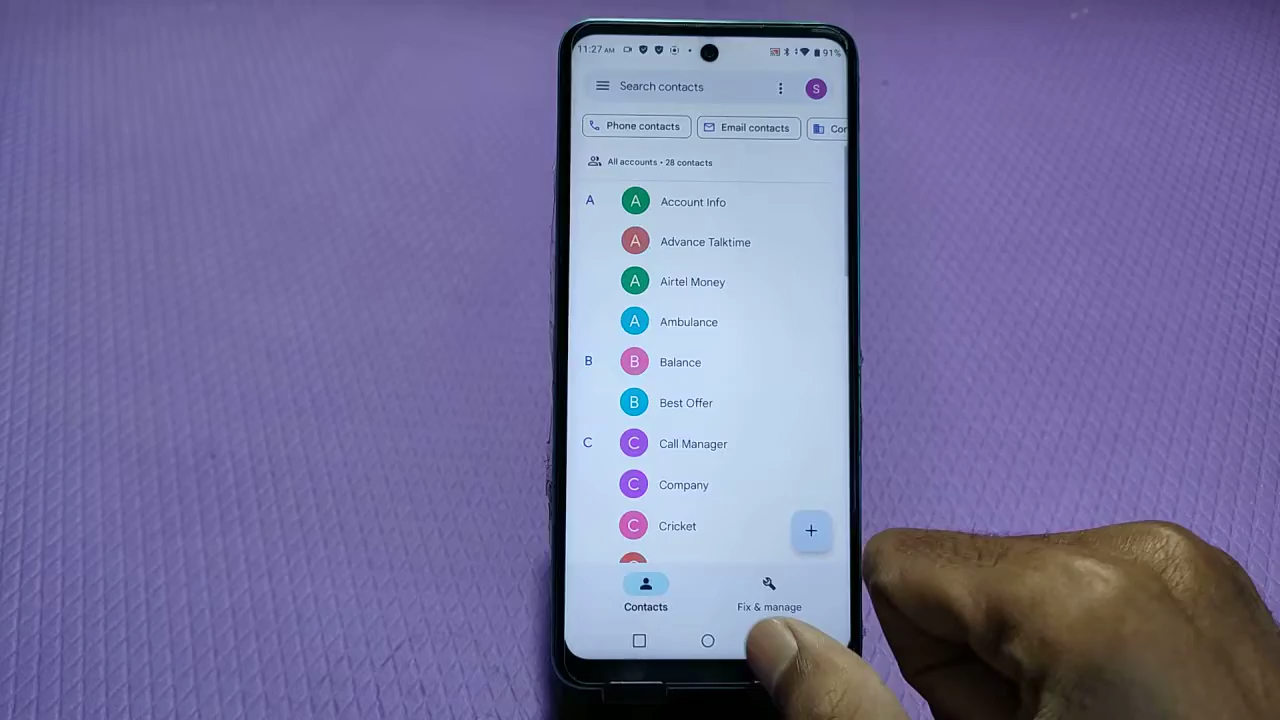 11:27 AM 91%
Search contacts S
Phone contacts Email contacts
All accounts • 28 contacts
A A Account Info
A Advance Talktime
A Airtel Money
A Ambulance
B B Balance
B Best Offer
C C Call Manager
C Company
C Cricket
+
Contacts Fix & manage